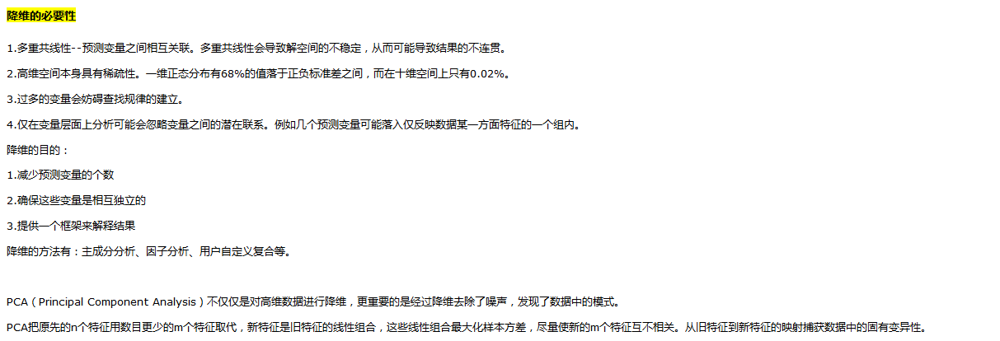 降维的必要性
1.多重共线性--预测变量之间相互关联。多重共线性会导致解空间的不稳定，从而可能导致结果的不连贯。
2.高维空间本身具有稀疏性。一维正态分布有68%的值落于正负标准差之间，而在十维空间上只有0.02%。
3.过多的变量会妨碍查找规律的建立。
4.仅在变量层面上分析可能会忽略变量之间的潜在联系。例如几个预测变量可能落入仅反映数据某一方面特征的一个组内。
降维的目的：
1.减少预测变量的个数
2.确保这些变量是相互独立的
3.提供一个框架来解释结果
降维的方法有：主成分分析、因子分析、用户自定义复合等。
PCA（Principal Component Analysis）不仅仅是对高维数据进行降维，更重要的是经过降维去除了噪声，发现了数据中的模式。
PCA把原先的n个特征用数目更少的m个特征取代，新特征是旧特征的线性组合，这些线性组合最大化样本方差，尽量使新的m个特征互不相关。从旧特征到新特征的映射捕获数据中的固有变异性。